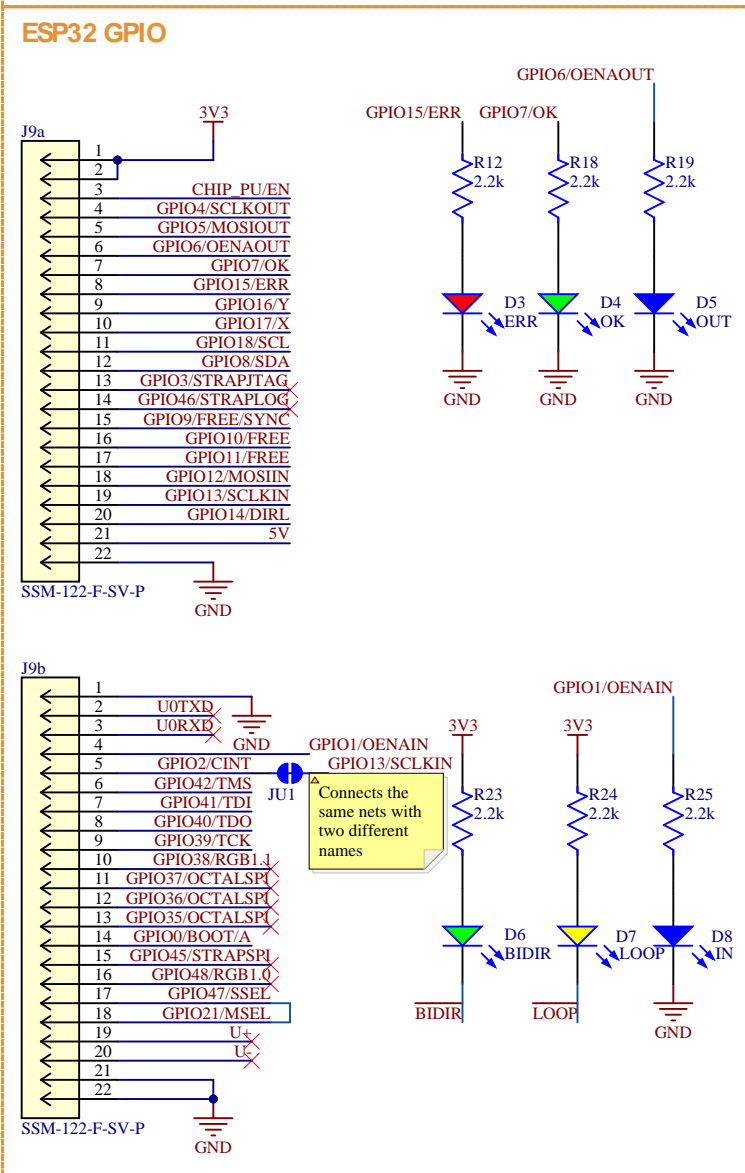 ESP32 GPIO
GPIO6/OENAOUT
GPIO15/ERR GPIO7/OK
3V3
J9a
1
2
3 CHIP_PU/EN
4 GPIO4/SCLKOUT
5 GPIO5/MOSIOUT
6 GPIO6/OENAOUT
7 GPIO7/OK
8 GPIO15/ERR
9 GPIO16/Y
10 GPIO17/X
11 GPIO18/SCL
12 GPIO8/SDA
13 GPIO3/STRAPJTAG
14 GPIO46/STRAPLOG
15 GPIO9/FREE/SYNC
16 GPIO10/FREE
17 GPIO11/FREE
18 GPIO12/MOSIIN
19 GPIO13/SCLKIN
20 GPIO14/DIRL
21 5V
22
SSM-122-F-SV-P
GND
R12 R18 R19
2.2k 2.2k 2.2k
D3 D4 D5
ERR OK OUT
GND GND GND
J9b
1
2 U0TXD
3 U0RXD
GND
4 GPIO1/OENAIN
5 GPIO2/CINT GPIO13/SCLKIN
JU1
Connects the
same nets with
two different
names
6 GPIO42/TMS
7 GPIO41/TDI
8 GPIO40/TDO
9 GPIO39/TCK
10 GPIO38/RGB1.1
11 GPIO37/OCTALSPI
12 GPIO36/OCTALSPI
13 GPIO35/OCTALSPI
14 GPIO0/BOOT/A
15 GPIO45/STRAPSPI
16 GPIO48/RGB1.0
17 GPIO47/SSEL
18 GPIO21/MSEL
19 U+
20 U-
21
22
SSM-122-F-SV-P
GND
GPIO1/OENAIN
3V3 3V3
R23 R24 R25
2.2k 2.2k 2.2k
D6 D7 D8
BIDIR LOOP IN
BIDIR LOOP
GND